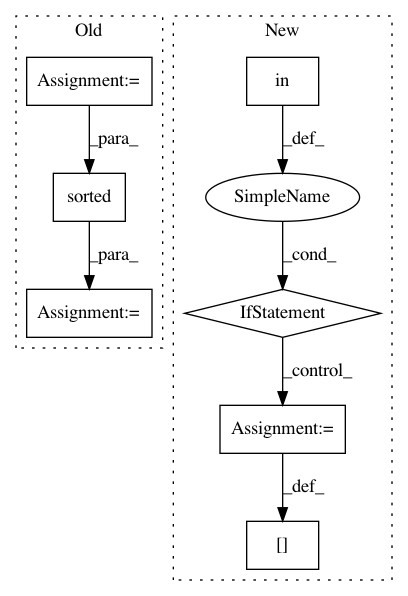 Old
New
Assignment:=
in
_para_
_def_
sorted
SimpleName
_para_
_cond_
Assignment:=
IfStatement
_control_
Assignment:=
_def_
[]